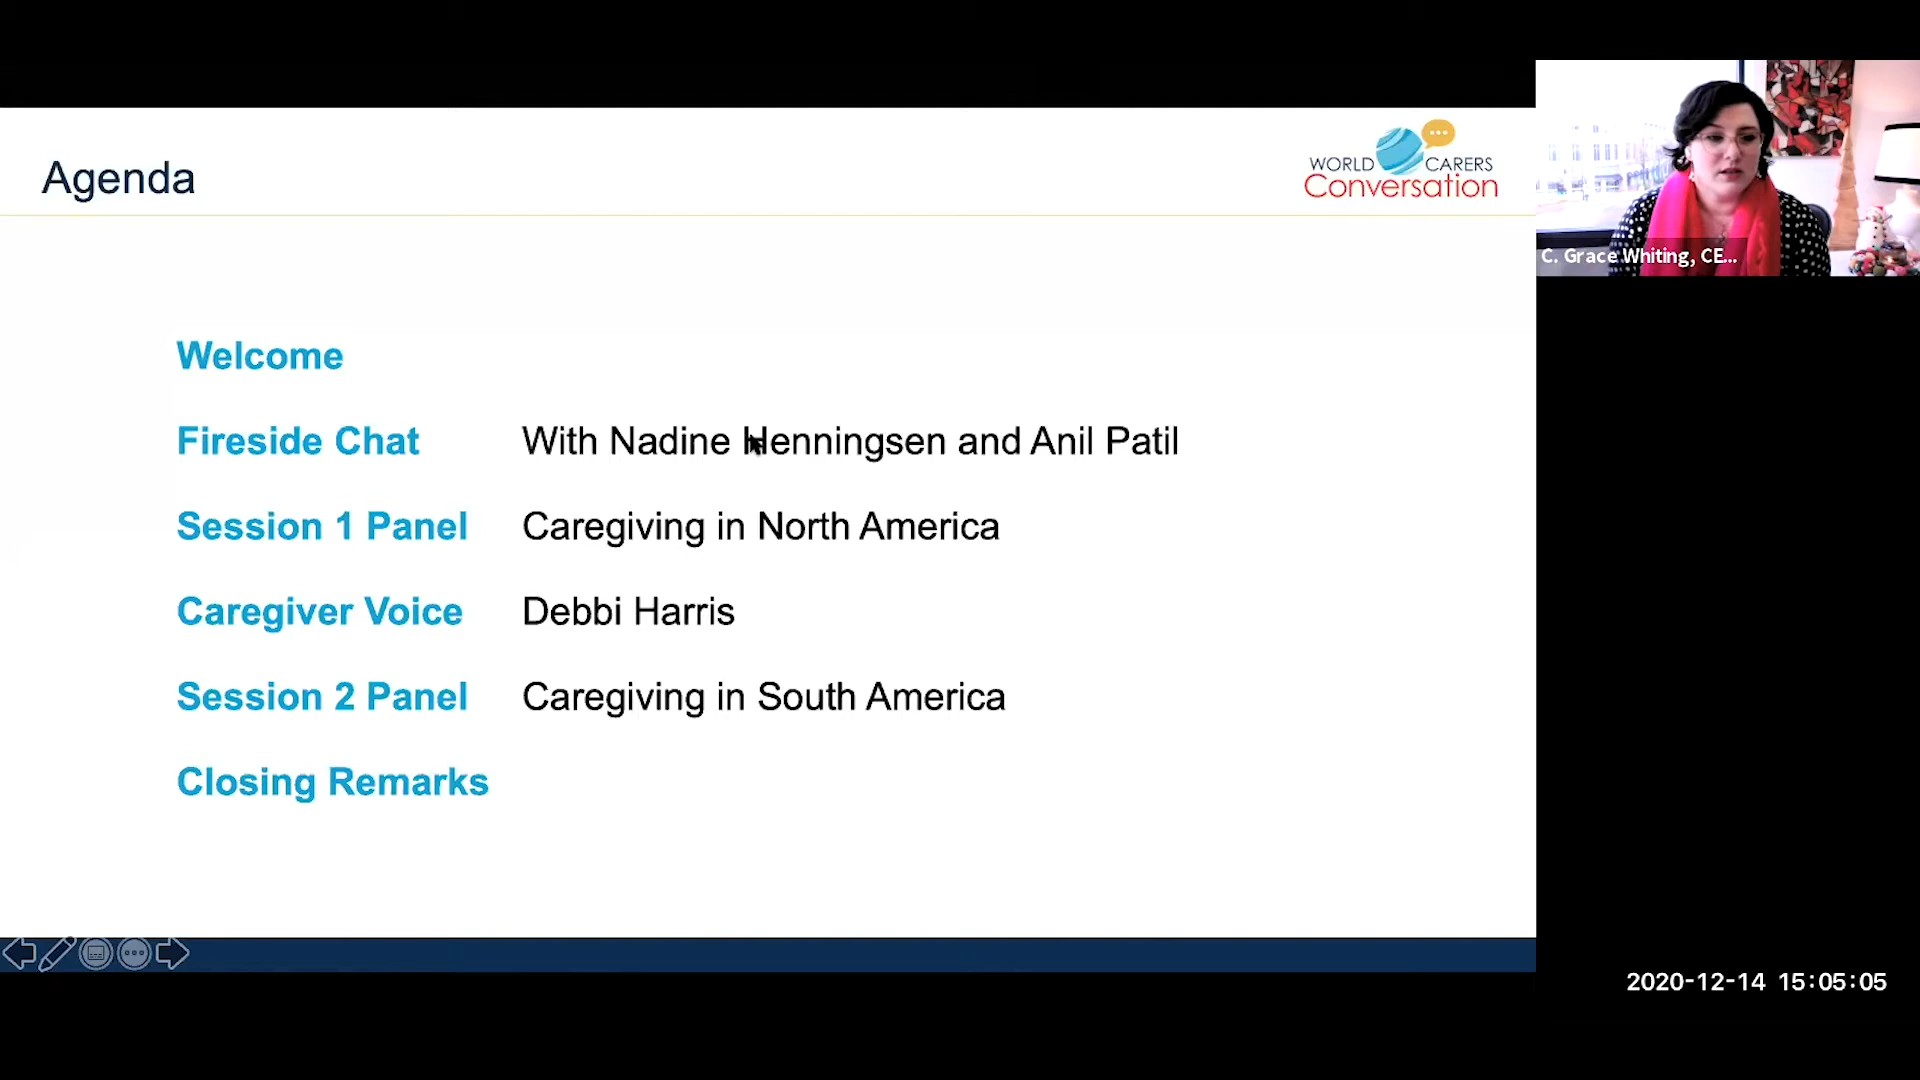 Agenda
WORLD CARERS
Conversation
C. Grace Whiting, CE...
Welcome
Fireside Chat With Nadine Henningsen and Anil Patil
Session 1 Panel Caregiving in North America
Caregiver Voice Debbi Harris
Session 2 Panel Caregiving in South America
Closing Remarks
2020-12-14 15:05:05